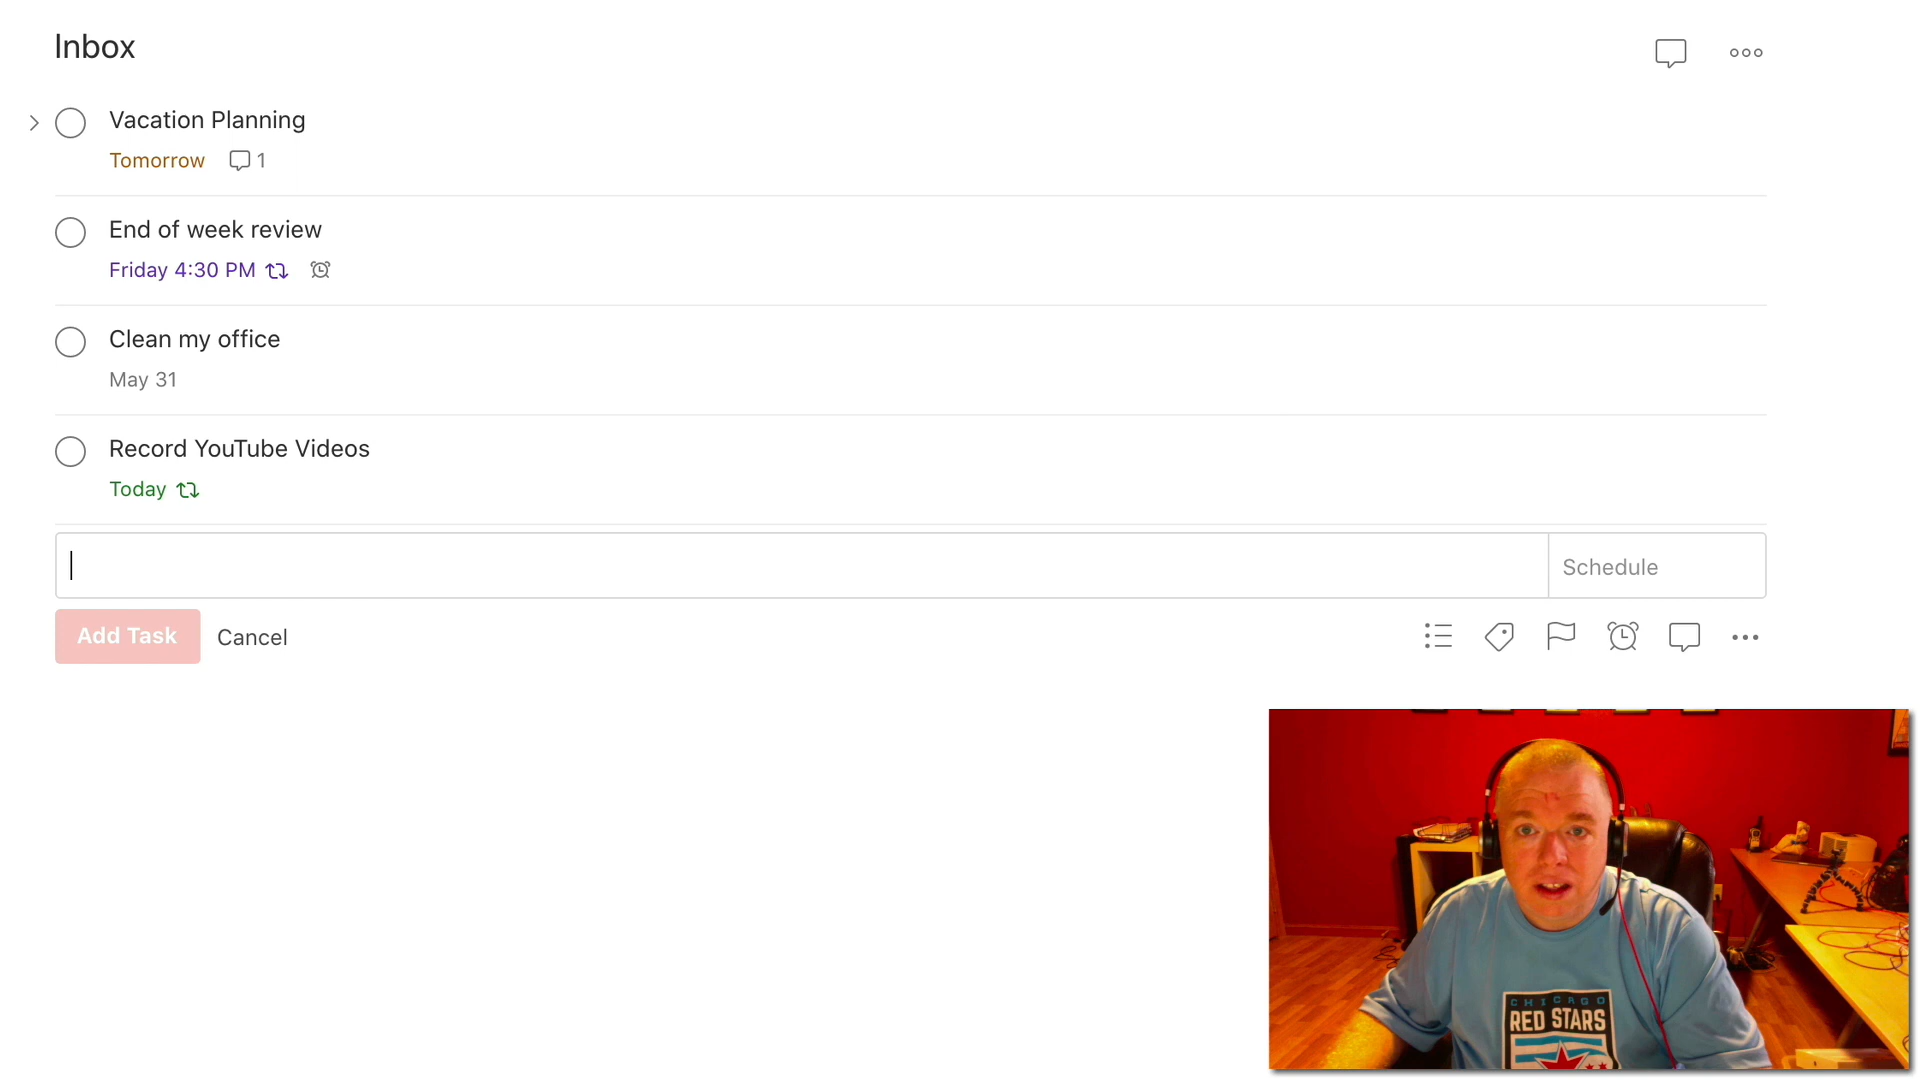 Inbox
Vacation Planning
Tomorrow 1
End of week review
Friday 4:30 PM
Clean my office
May 31
Record YouTube Videos
Today
Schedule
Add Task Cancel
CHICAGO
RED STARS